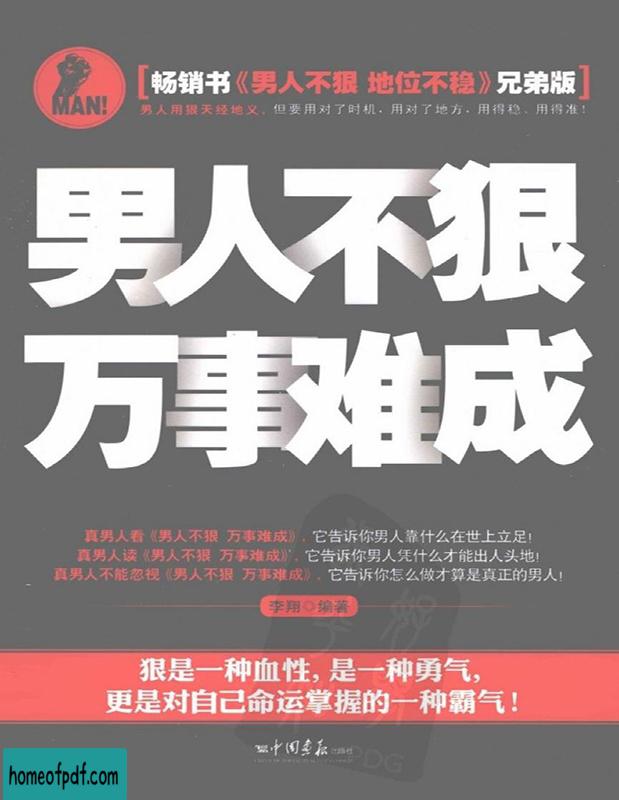 MAN!
[畅销书《男人不狠 地位不稳》兄弟版]
男人用狠天经地义，但要用对了时机，用对了地方，用得稳、用得准！
男人不狠
万事难成
真男人看《男人不狠 万事难成》，它告诉你男人靠什么在世上立足！
真男人读《男人不狠 万事难成》，它告诉你男人凭什么才能出人头地！
真男人不能忽视《男人不狠 万事难成》，它告诉你怎么做才算是真正的男人！
李翔◎编著
狠是一种血性，是一种勇气，
更是对自己命运掌握的一种霸气！
中国画报出版社
PDG
homeofpdf.com